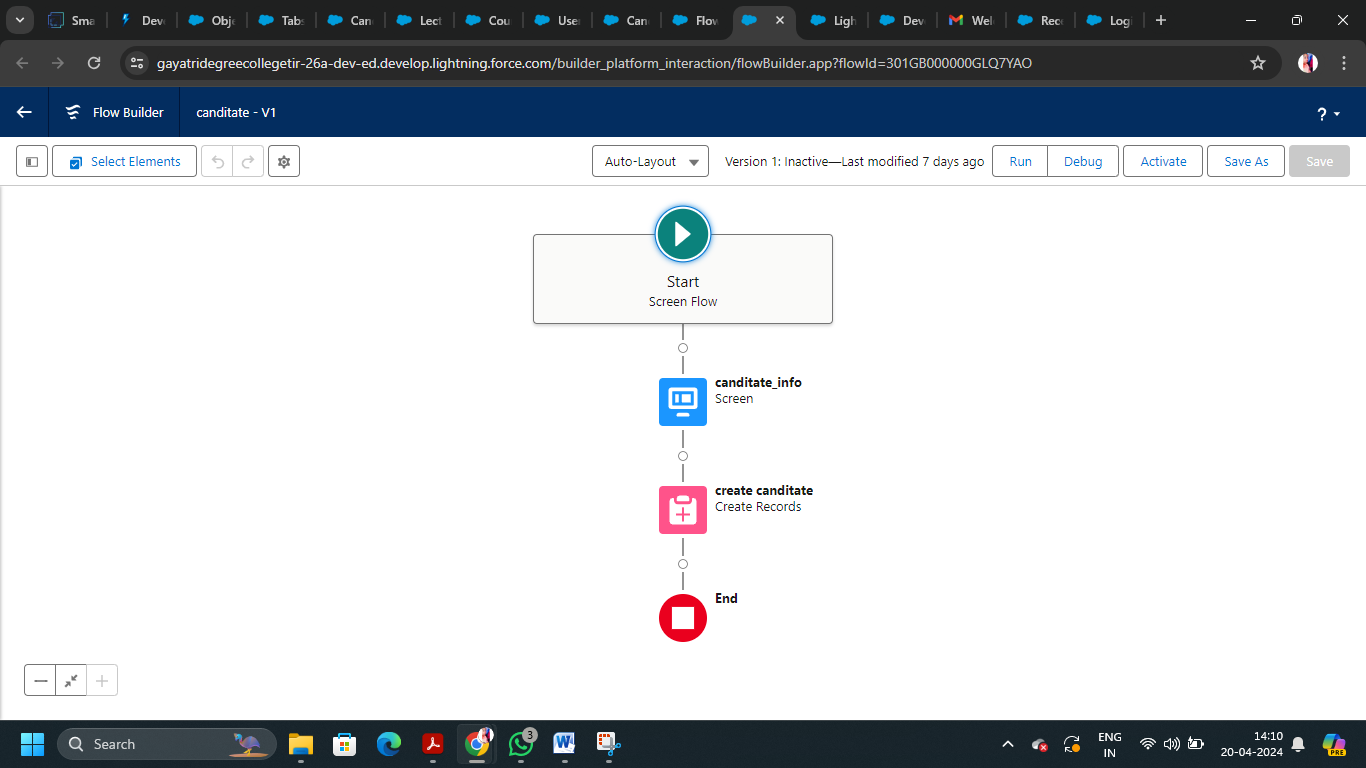 Sma
Dev
Obje
Tabs
Can
Lect
Cou
Use
Can
Flow
Ligh
Dev
Wel
Rec
Logi
gayatridegreecollegetir-26a-dev-ed.develop.lightning.force.com/builder_platform_interaction/flowBuilder.app?flowId=301GB000000GLQ7YAO
Flow Builder
canditate - V1
?
Select Elements
Auto-Layout
Version 1: Inactive—Last modified 7 days ago
Run
Debug
Activate
Save As
Save
Start
Screen Flow
canditate_info
Screen
create canditate
Create Records
End
Search
3
ENG
IN
14:10
20-04-2024
PRE